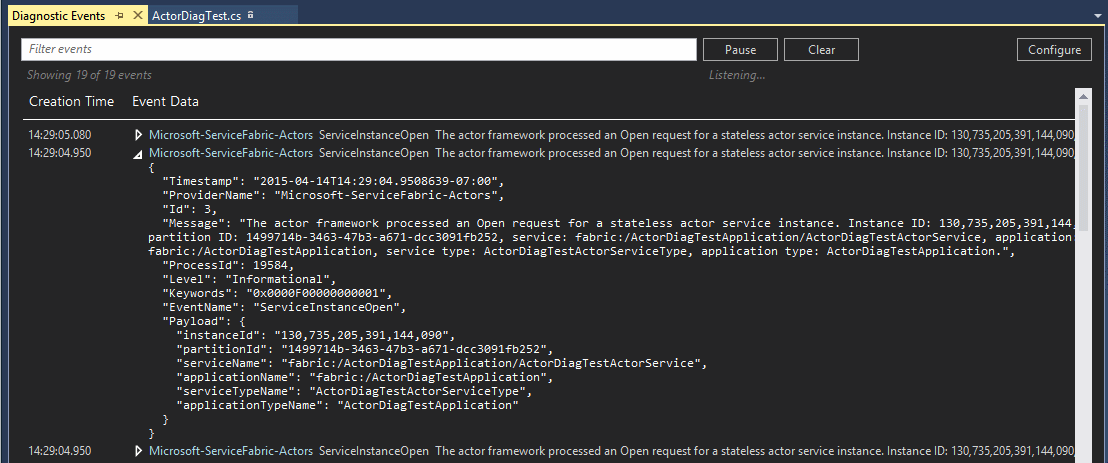 Diagnostic Events ActorDiagTest.cs
Filter events Pause Clear Configure
Showing 19 of 19 events Listening...
Creation Time Event Data
14:29:05.080 Microsoft-ServiceFabric-Actors ServiceInstanceOpen The actor framework processed an Open request for a stateless actor service instance. Instance ID: 130,735,205,391,144,090,
14:29:04.950 Microsoft-ServiceFabric-Actors ServiceInstanceOpen The actor framework processed an Open request for a stateless actor service instance. Instance ID: 130,735,205,391,144,090,
{
"Timestamp": "2015-04-14T14:29:04.9508639-07:00",
"ProviderName": "Microsoft-ServiceFabric-Actors",
"Id": 3,
"Message": "The actor framework processed an Open request for a stateless actor service instance. Instance ID: 130,735,205,391,144,
partition ID: 1499714b-3463-47b3-a671-dcc3091fb252, service: fabric:/ActorDiagTestApplication/ActorDiagTestActorService, application:
fabric:/ActorDiagTestApplication, service type: ActorDiagTestActorServiceType, application type: ActorDiagTestApplication.",
"ProcessId": 19584,
"Level": "Informational",
"Keywords": "0x0000F00000000001",
"EventName": "ServiceInstanceOpen",
"Payload": {
"instanceId": "130,735,205,391,144,090",
"partitionId": "1499714b-3463-47b3-a671-dcc3091fb252",
"serviceName": "fabric:/ActorDiagTestApplication/ActorDiagTestActorService",
"applicationName": "fabric:/ActorDiagTestApplication",
"serviceTypeName": "ActorDiagTestActorServiceType",
"applicationTypeName": "ActorDiagTestApplication"
}
}
14:29:04.950 Microsoft-ServiceFabric-Actors ServiceInstanceOpen The actor framework processed an Open request for a stateless actor service instance. Instance ID: 130,735,205,391,144,090,